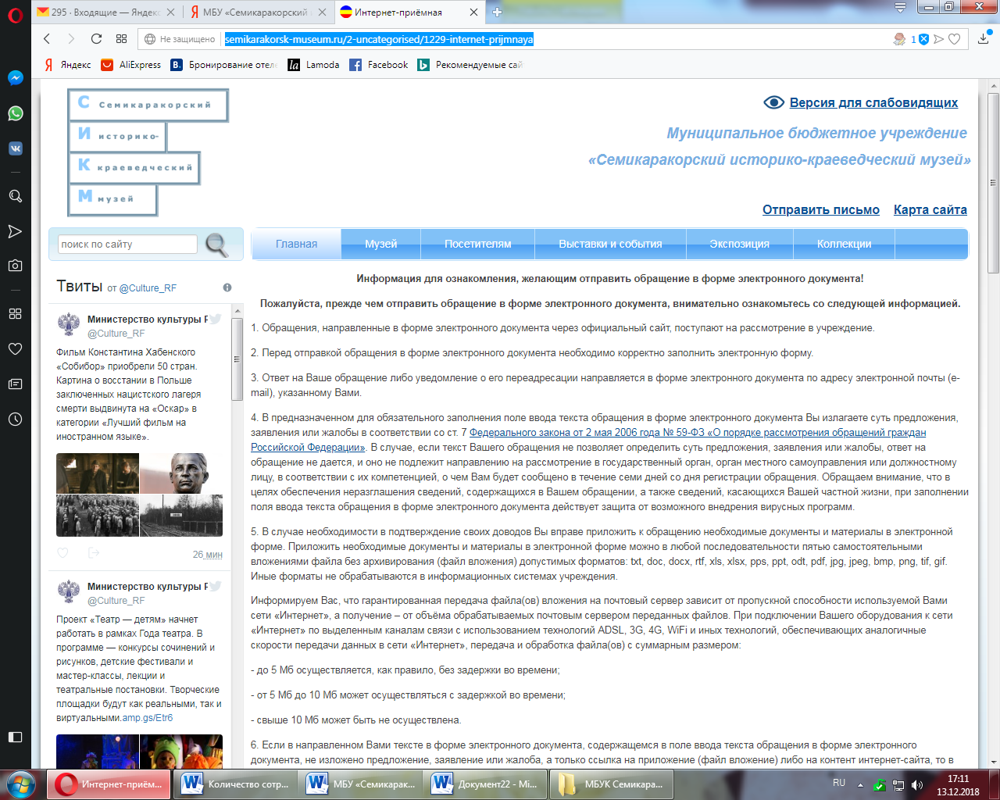 295 · Входящие — Яндекс
МБУ «Семикаракорский и
Интернет-приёмная
Не защищено
semikarakorsk-museum.ru/2-uncategorised/1229-internet-prijmnaya
1
Яндекс
AliExpress
Бронирование отеле
Lamoda
Facebook
Рекомендуемые сай
С Семикаракорский
И историко-
К краеведческий
М музей
Версия для слабовидящих
Муниципальное бюджетное учреждение
«Семикаракорский историко-краеведческий музей»
Отправить письмо Карта сайта
поиск по сайту
Главная
Музей
Посетителям
Выставки и события
Экспозиция
Коллекции
Твиты от @Culture_RF
Министерство культуры Р
@Culture_RF
Фильм Константина Хабенского
«Собибор» приобрели 50 стран.
Картина о восстании в Польше
заключенных нацистского лагеря
смерти выдвинута на «Оскар» в
категории «Лучший фильм на
иностранном языке».
26 мин
Министерство культуры Р
@Culture_RF
Проект «Театр — детям» начнет
работать в рамках Года театра. В
программе — конкурсы сочинений и
рисунков, детские фестивали и
мастер-классы, лекции и
театральные постановки. Творческие
площадки будут как реальными, так и
виртуальными.amp.gs/Etr6
Информация для ознакомления, желающим отправить обращение в форме электронного документа!
Пожалуйста, прежде чем отправить обращение в форме электронного документа, внимательно ознакомьтесь со следующей информацией.
1. Обращения, направленные в форме электронного документа через официальный сайт, поступают на рассмотрение в учреждение.
2. Перед отправкой обращения в форме электронного документа необходимо корректно заполнить электронную форму.
3. Ответ на Ваше обращение либо уведомление о его переадресации направляется в форме электронного документа по адресу электронной почты (e-
mail), указанному Вами.
4. В предназначенном для обязательного заполнения поле ввода текста обращения в форме электронного документа Вы излагаете суть предложения,
заявления или жалобы в соответствии со ст. 7 Федерального закона от 2 мая 2006 года № 59-ФЗ «О порядке рассмотрения обращений граждан
Российской Федерации». В случае, если текст Вашего обращения не позволяет определить суть предложения, заявления или жалобы, ответ на
обращение не дается, и оно не подлежит направлению на рассмотрение в государственный орган, орган местного самоуправления или должностному
лицу, в соответствии с их компетенцией, о чем Вам будет сообщено в течение семи дней со дня регистрации обращения. Обращаем внимание, что в
целях обеспечения неразглашения сведений, содержащихся в Вашем обращении, а также сведений, касающихся Вашей частной жизни, при заполнении
поля ввода текста обращения в форме электронного документа действует защита от возможного внедрения вирусных программ.
5. В случае необходимости в подтверждение своих доводов Вы вправе приложить к обращению необходимые документы и материалы в электронной
форме. Приложить необходимые документы и материалы в электронной форме можно в любой последовательности пятью самостоятельными
вложениями файла без архивирования (файл вложения) допустимых форматов: txt, doc, docx, rtf, xls, xlsx, pps, ppt, odt, pdf, jpg, jpeg, bmp, png, tif, gif.
Иные форматы не обрабатываются в информационных системах учреждения.
Информируем Вас, что гарантированная передача файла(ов) вложения на почтовый сервер зависит от пропускной способности используемой Вами
сети «Интернет», а получение – от объёма обрабатываемых почтовым сервером переданных файлов. При подключении Вашего оборудования к сети
«Интернет» по выделенным каналам связи с использованием технологий ADSL, 3G, 4G, WiFi и иных технологий, обеспечивающих аналогичные
скорости передачи данных в сети «Интернет», передача и обработка файла(ов) с суммарным размером:
- до 5 Мб осуществляется, как правило, без задержки во времени;
- от 5 Мб до 10 Мб может осуществляться с задержкой во времени;
- свыше 10 Мб может быть не осуществлена.
6. Если в направленном Вами тексте в форме электронного документа, содержащемся в поле ввода текста обращения в форме электронного
документа, не изложено предложение, заявление или жалоба, а только ссылка на приложение (файл вложение) либо на контент интернет-сайта, то в
Интернет-приём...
Количество сотр...
МБУ «Семикарак...
Документ22 - Mi...
МБУК Семикара...
RU
17:11
13.12.2018